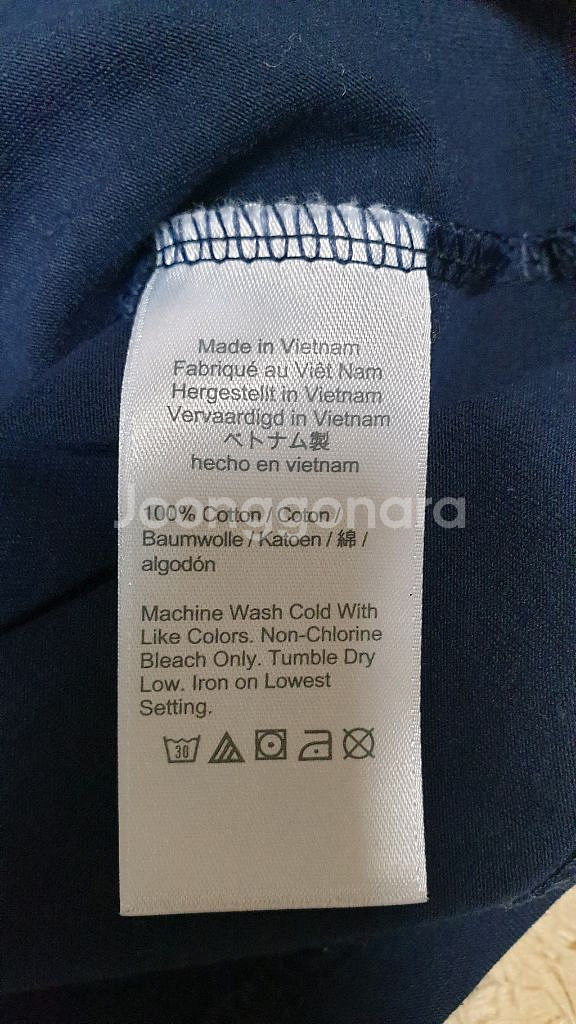 Made in Vietnam
Fabriqué au Viêt Nam
Hergestellt in Vietnam
Vervaardigd in Vietnam
ベトナム製
hecho en vietnam
100% Cotton / Coton /
Baumwolle / Katoen / 綿 /
algodón
Joonggonara
Machine Wash Cold With
Like Colors. Non-Chlorine
Bleach Only. Tumble Dry
Low. Iron on Lowest
Setting.
30